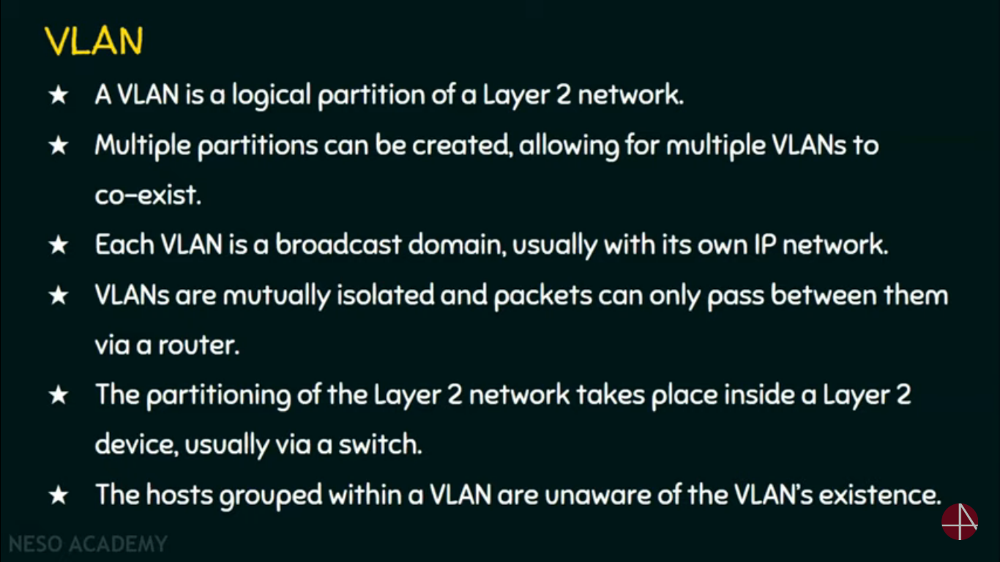 VLAN
★ A VLAN is a logical partition of a Layer 2 network.
★ Multiple partitions can be created, allowing for multiple VLANs to
co-exist.
★ Each VLAN is a broadcast domain, usually with its own IP network.
★ VLANs are mutually isolated and packets can only pass between them
via a router.
★ The partitioning of the Layer 2 network takes place inside a Layer 2
device, usually via a switch.
★ The hosts grouped within a VLAN are unaware of the VLAN's existence.
NESO ACADEMY